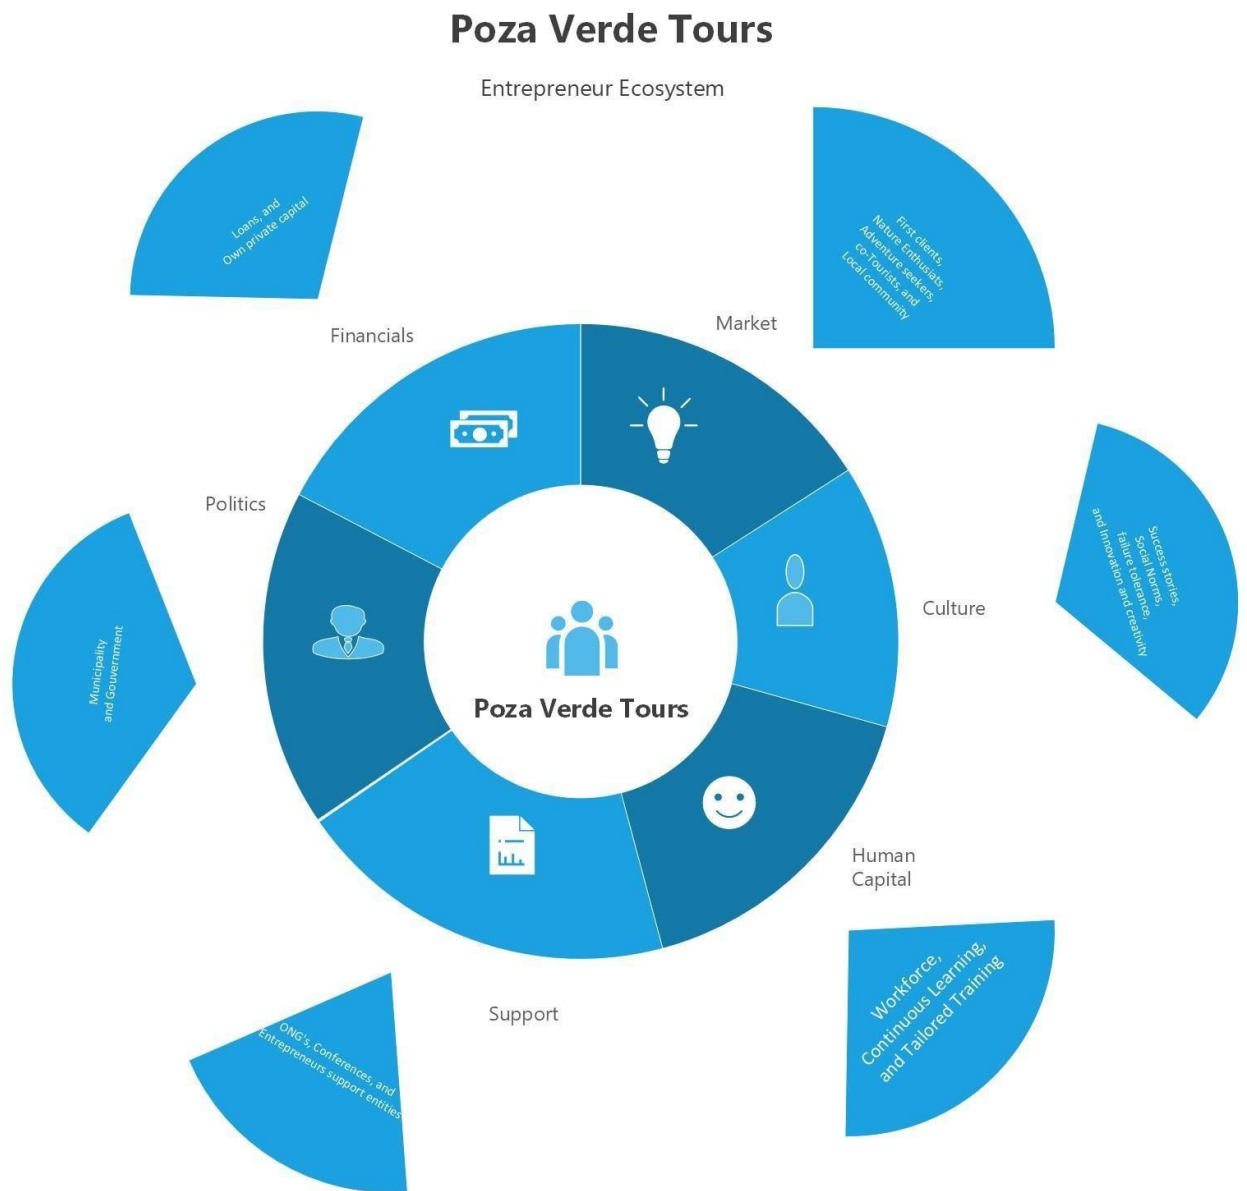 Poza Verde Tours
Entrepreneur Ecosystem
Loans, and
Own private capital
First clients,
Nature Enthusiats,
Adventure seekers,
co-Tourists, and
Local community
Financials
Market
Politics
Culture
Success stories,
Social Norms,
failure tolerance,
and Innovation and creativity
Municipality
and Gouvernment
Poza Verde Tours
Human
Capital
Workforce,
Continuous Learning,
and Tailored Training
Support
ONG's, Conferences, and
Entrepreneurs support entities